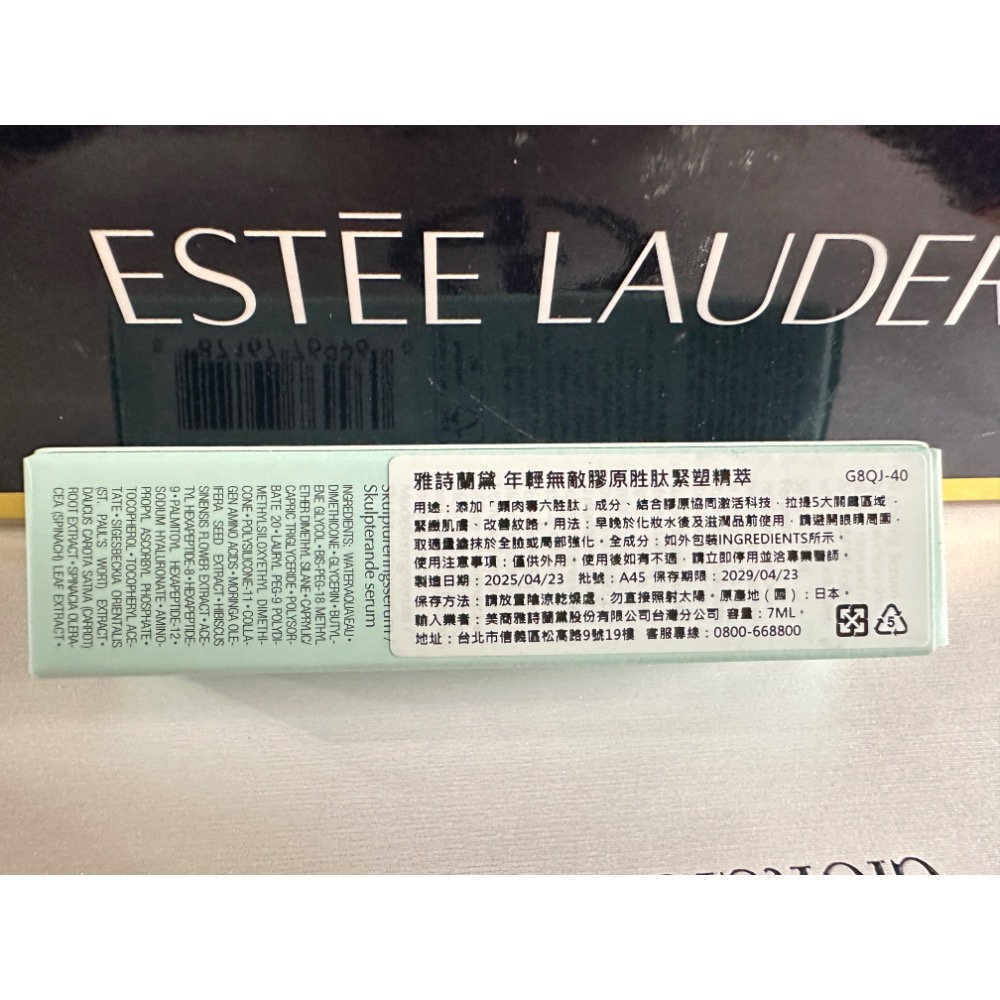 ESTĒE LAUDER
雅詩蘭黛 年輕無敵膠原胜肽緊塑精萃
G8QJ-40
用途：添加「類肉毒六胜肽」成分、結合膠原協同激活科技，拉提5大關鍵區域，
緊緻肌膚、改善紋路。用法：早晚於化妝水後及滋潤品前使用，請避開眼睛周圍，
取適量塗抹於全臉或局部強化。全成分：如外包裝INGREDIENTS所示。
使用注意事項：僅供外用。使用後如有不適，請立即停用並洽專業醫師。
製造日期：2025/04/23 批號：A45 保存期限：2029/04/23
保存方法：請放置陰涼乾燥處，勿直接照射太陽。原產地（國）：日本。
輸入業者：美商雅詩蘭黛股份有限公司台灣分公司 容量：7ML。
地址：台北市信義區松高路9號19樓 客服專線：0800-668800
5
Skulpterande serum
INGREDIENTS: WATER\AQUA\EAU •
DIMETHICONE • GLYCERIN • BUTYL-
ENE GLYCOL • BIS-PEG-18 METHYL
ETHER DIMETHYL SILANE • CAPRYLIC/
CAPRIC TRIGLYCERIDE • POLYSOR-
BATE 20 • LAURYL PEG-9 POLYDI-
METHYLSILOXYETHYL DIMETHI-
CONE • POLYSILICONE-11 • COLLA-
GEN AMINO ACIDS • MORINGA OLE-
IFERA SEED EXTRACT • HIBISCUS
SINENSIS FLOWER EXTRACT • ACE-
TYL HEXAPEPTIDE-8 • HEXAPEPTIDE-
9 • PALMITOYL HEXAPEPTIDE-12 •
SODIUM HYALURONATE • AMINO-
PROPYL ASCORBYL PHOSPHATE •
TOCOPHEROL • TOCOPHERYL ACE-
TATE • SIGESBECKIA ORIENTALIS
(ST. PAUL'S WORT) EXTRACT •
DAUCUS CAROTA SATIVA (CARROT)
ROOT EXTRACT • SPINACIA OLERA-
CEA (SPINACH) LEAF EXTRACT •